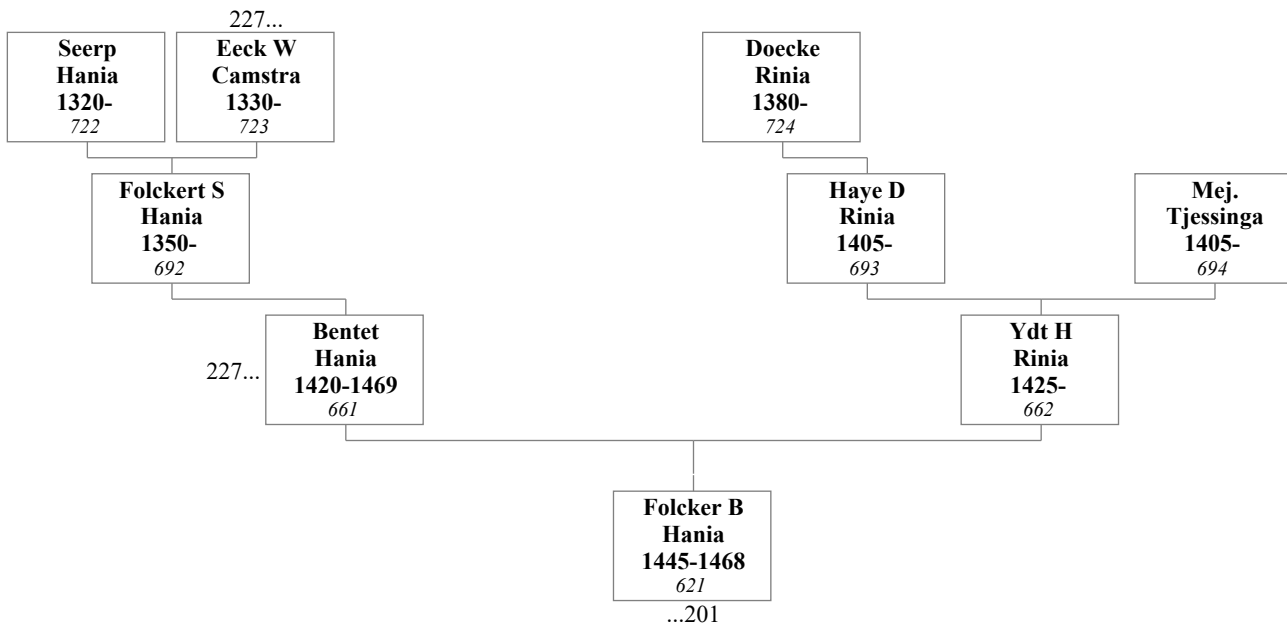 227...
Seerp
Hania
1320-
722
Eeck W
Camstra
1330-
723
Doecke
Rinia
1380-
724
Folckert S
Hania
1350-
692
Haye D
Rinia
1405-
693
Mej.
Tjessinga
1405-
694
227...
Bentet
Hania
1420-1469
661
Ydt H
Rinia
1425-
662
Folcker B
Hania
1445-1468
621
...201